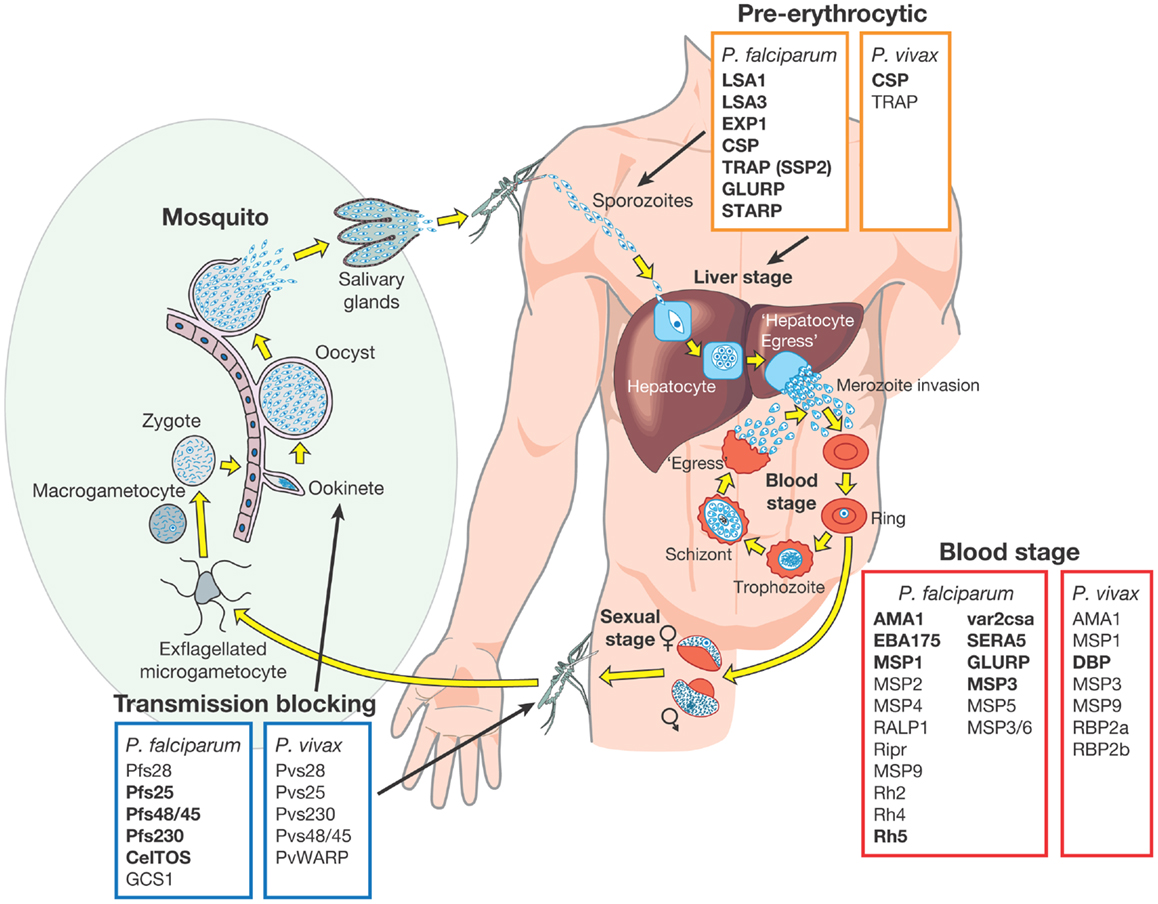 Pre-erythrocytic
P. falciparum
LSA1
LSA3
EXP1
CSP
TRAP (SSP2)
GLURP
STARP
P. vivax
CSP
TRAP
Sporozoites
Mosquito
Salivary
glands
Liver stage
'Hepatocyte
Egress'
Hepatocyte
Merozoite invasion
Oocyst
Zygote
Macrogametocyte
Ookinete
Exflagellated
microgametocyte
'Egress'
Blood
stage
Ring
Schizont
Trophozoite
Sexual
stage
♀
♂
Blood stage
P. falciparum
AMA1
EBA175
MSP1
MSP2
MSP4
RALP1
Ripr
MSP9
Rh2
Rh4
Rh5
var2csa
SERA5
GLURP
MSP3
MSP5
MSP3/6
P. vivax
AMA1
MSP1
DBP
MSP3
MSP9
RBP2a
RBP2b
Transmission blocking
P. falciparum
Pfs28
Pfs25
Pfs48/45
Pfs230
CelTOS
GCS1
P. vivax
Pvs28
Pvs25
Pvs230
Pvs48/45
PvWARP